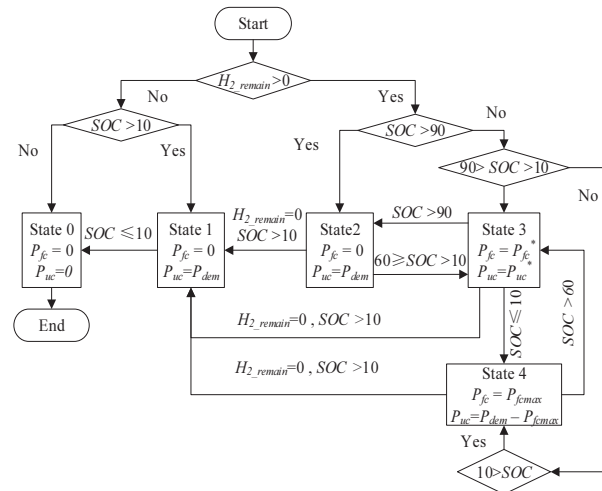 Start
H2_remain>0
No
Yes
SOC >10
SOC >90
No
No
Yes
Yes
90> SOC >10
No
State 0
Pfc = 0
Puc=0
SOC ≤10
State 1
Pfc = 0
Puc=Pdem
H2_remain=0
SOC >10
State2
Pfc = 0
Puc=Pdem
SOC >90
60≥SOC >10
State 3
Pfc = Pfc*
Puc=Puc*
End
H2_remain=0 , SOC >10
SOC≤10
SOC >60
H2_remain=0 , SOC >10
State 4
Pfc = Pfcmax
Puc=Pdem − Pfcmax
Yes
10>SOC